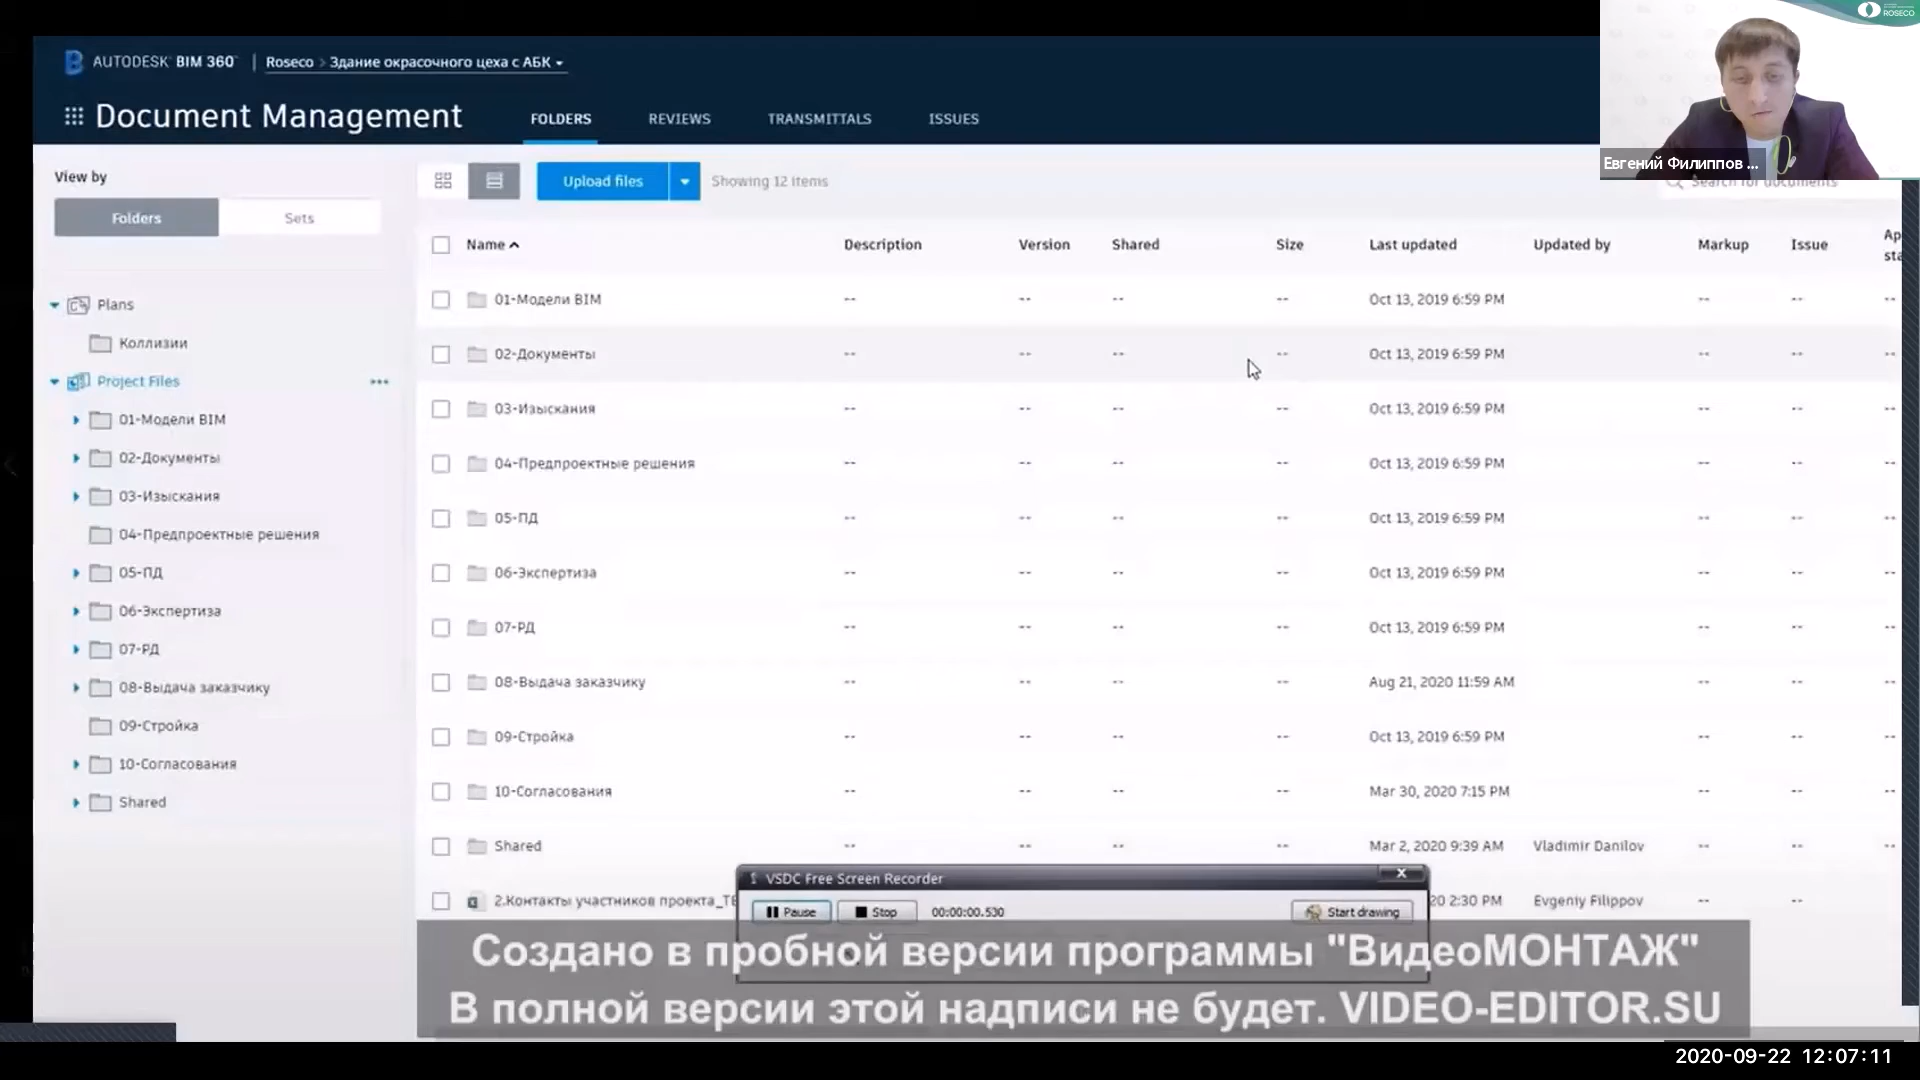 ROSECO
AUTODESK BIM 360 | Roseco > Здание окрасочного цеха с АБК
Document Management
FOLDERS REVIEWS TRANSMITTALS ISSUES
Евгений Филиппов ...
View by
Folders Sets
Upload files Showing 12 items
Search for documents
Plans
Коллизии
Project Files
01-Модели BIM
02-Документы
03-Изыскания
04-Предпроектные решения
05-ПД
06-Экспертиза
07-РД
08-Выдача заказчику
09-Стройка
10-Согласования
Shared
Name Description Version Shared Size Last updated Updated by Markup Issue
01-Модели BIM -- -- -- -- Oct 13, 2019 6:59 PM -- -- --
02-Документы -- -- -- -- Oct 13, 2019 6:59 PM -- -- --
03-Изыскания -- -- -- -- Oct 13, 2019 6:59 PM -- -- --
04-Предпроектные решения -- -- -- -- Oct 13, 2019 6:59 PM -- -- --
05-ПД -- -- -- -- Oct 13, 2019 6:59 PM -- -- --
06-Экспертиза -- -- -- -- Oct 13, 2019 6:59 PM -- -- --
07-РД -- -- -- -- Oct 13, 2019 6:59 PM -- -- --
08-Выдача заказчику -- -- -- -- Aug 21, 2020 11:59 AM -- -- --
09-Стройка -- -- -- -- Oct 13, 2019 6:59 PM -- -- --
10-Согласования -- -- -- -- Mar 30, 2020 7:15 PM -- -- --
Shared -- -- -- -- Mar 2, 2020 9:39 AM Vladimir Danilov -- -- --
2.Контакты участников проекта_ 20 2:30 PM Evgeniy Filippov -- -- --
VSDC Free Screen Recorder
Pause Stop 00:00:00.530 Start drawing
Создано в пробной версии программы "ВидеоМОНТАЖ"
В полной версии этой надписи не будет. VIDEO-EDITOR.SU
2020-09-22 12:07:11